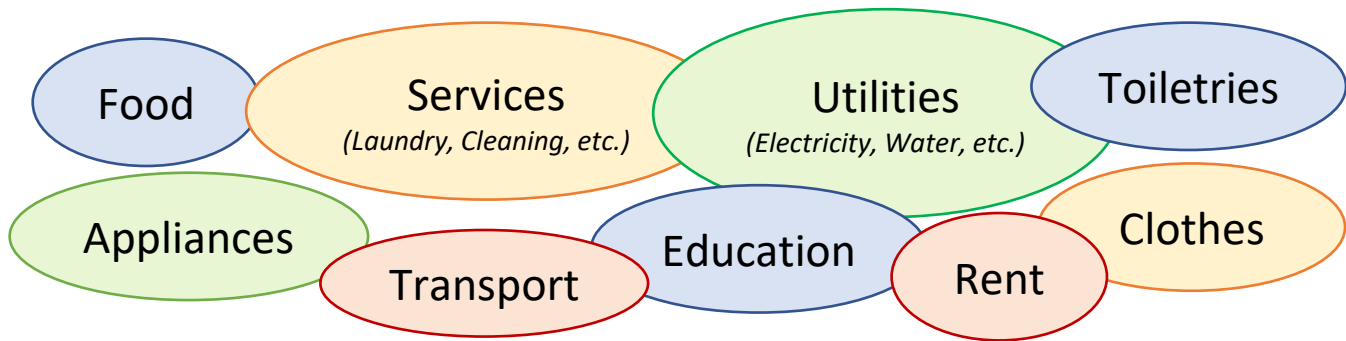 Food
Services
(Laundry, Cleaning, etc.)
Utilities
(Electricity, Water, etc.)
Toiletries
Appliances
Transport
Education
Rent
Clothes